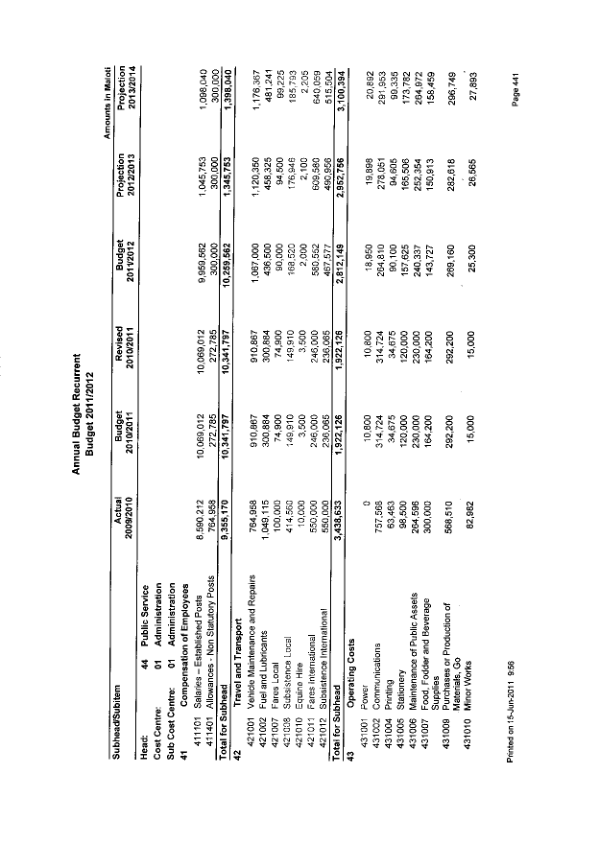 Annual Budget Recurrent
Budget 2011/2012
Amounts in Maloti
Subhead/Subitem Actual 2009/2010 Budget 2010/2011 Revised 2010/2011 Budget 2011/2012 Projection 2012/2013 Projection 2013/2014
Head: 44 Public Service
Cost Centre: 01 Administration
Sub Cost Centre: 01 Administration
41 Compensation of Employees
411101 Salaries – Established Posts 8,590,212 10,069,012 10,069,012 9,959,562 1,045,753 1,098,040
411401 Allowances - Non Statutory Posts 764,958 272,785 272,785 300,000 300,000 300,000
Total for Subhead 9,355,170 10,341,797 10,341,797 10,259,562 1,345,753 1,398,040
42 Travel and Transport
421001 Vehicle Maintenance and Repairs 764,958 910,867 910,867 1,067,000 1,120,350 1,176,367
421002 Fuel and Lubricants 1,049,115 300,884 300,884 436,500 458,325 481,241
421007 Fares Local 100,000 74,900 74,900 90,000 94,500 99,225
421008 Subsistence Local 414,560 149,910 149,910 168,520 176,946 185,793
421010 Equine Hire 10,000 3,500 3,500 2,000 2,100 2,205
421011 Fares International 550,000 246,000 246,000 580,552 609,580 640,059
421012 Subsistence International 550,000 236,065 236,065 467,577 490,956 515,504
Total for Subhead 3,438,633 1,922,126 1,922,126 2,812,149 2,952,756 3,100,394
43 Operating Costs
431001 Power 0 10,800 10,800 18,950 19,898 20,892
431002 Communications 757,568 314,724 314,724 264,810 278,051 291,953
431004 Printing 63,463 34,675 34,675 90,100 94,605 99,335
431005 Stationery 98,500 120,000 120,000 157,625 165,506 173,782
431006 Maintenance of Public Assets 264,596 230,000 230,000 240,337 252,354 264,972
431007 Food, Fodder and Beverage 300,000 164,200 164,200 143,727 150,913 158,459
Supplies
431009 Purchases or Production of 568,510 292,200 292,200 269,160 282,618 296,749
Materials, Go
431010 Minor Works 82,962 15,000 15,000 25,300 26,565 27,893
Printed on 15-Jun-2011 9:56
Page 441